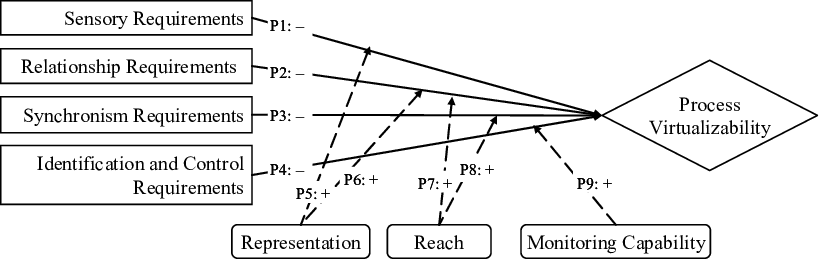 Sensory Requirements
P1: –
Relationship Requirements
P2: –
Synchronism Requirements
P3: –
Identification and Control
Requirements
P4: –
Process
Virtualizability
P5: +
P6: +
P7: +
P8: +
P9: +
Representation
Reach
Monitoring Capability